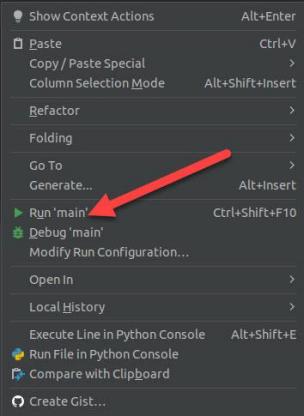 Show Context Actions Alt+Enter
Paste Ctrl+V
Copy / Paste Special
Column Selection Mode Alt+Shift+Insert
Refactor
Folding
Go To
Generate... Alt+Insert
Run 'main' Ctrl+Shift+F10
Debug 'main'
Modify Run Configuration...
Open In
Local History
Execute Line in Python Console Alt+Shift+E
Run File in Python Console
Compare with Clipboard
Create Gist...